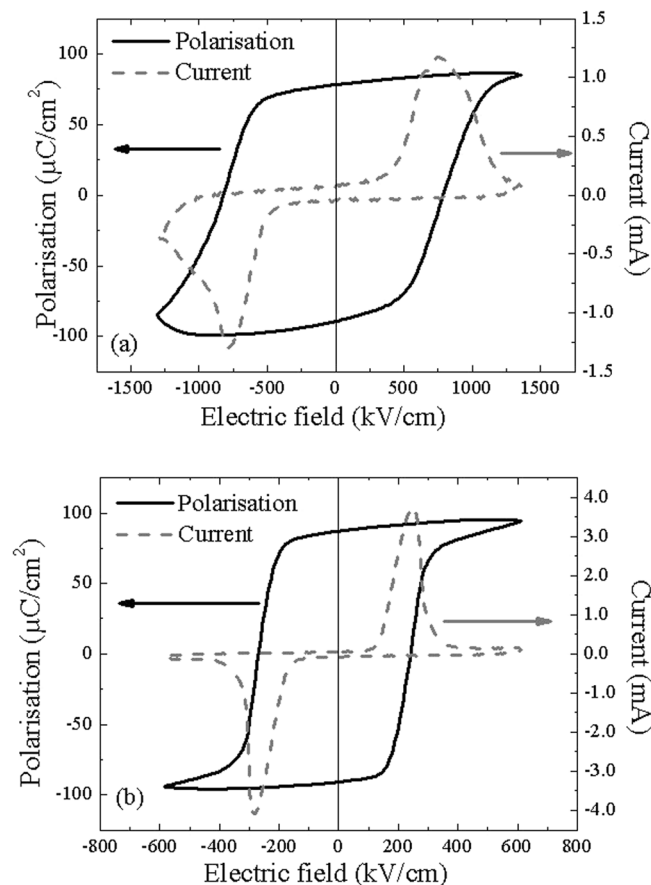 1.5
100
Polarisation
Current
1.0
50
0.5
0
0.0
-50
-0.5
-1.0
-100
(a)
-1.5
-1500 -1000 -500 0 500 1000 1500
Electric field (kV/cm)
Polarisation (μC/cm²)
Current (mA)
4.0
100
Polarisation
Current
3.0
50
2.0
1.0
0
0.0
-1.0
-50
-2.0
-3.0
-100
(b)
-4.0
-800 -600 -400 -200 0 200 400 600 800
Electric field (kV/cm)
Polarisation (μC/cm²)
Current (mA)